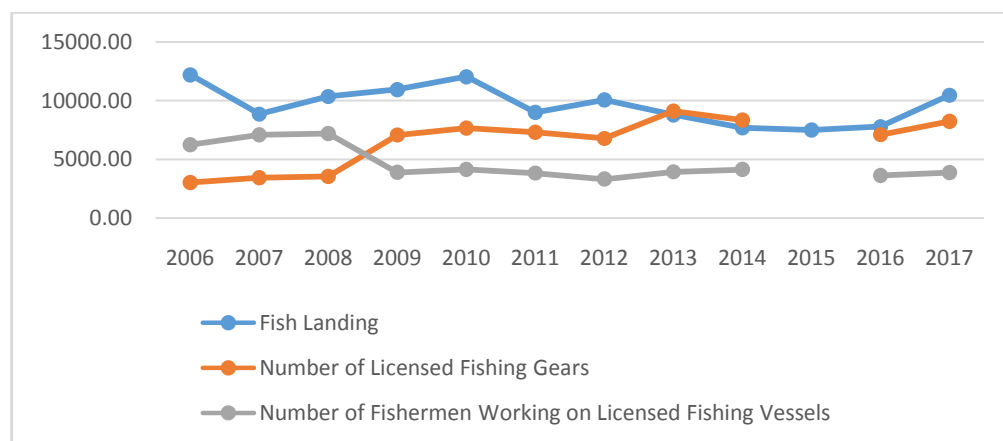 15000.00
10000.00
5000.00
0.00
2006 2007 2008 2009 2010 2011 2012 2013 2014 2015 2016 2017
Fish Landing
Number of Licensed Fishing Gears
Number of Fishermen Working on Licensed Fishing Vessels